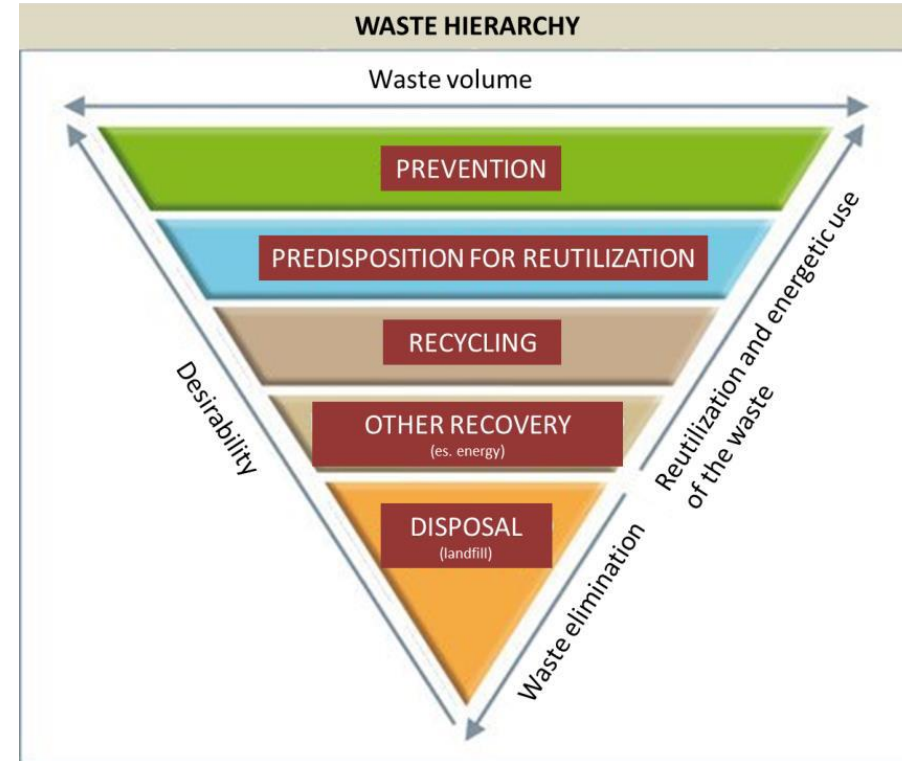 WASTE HIERARCHY
Waste volume
PREVENTION
PREDISPOSITION FOR REUTILIZATION
RECYCLING
OTHER RECOVERY
(es. energy)
DISPOSAL
(landfill)
Desirability
Reutilization and energetic use
of the waste
Waste elimination